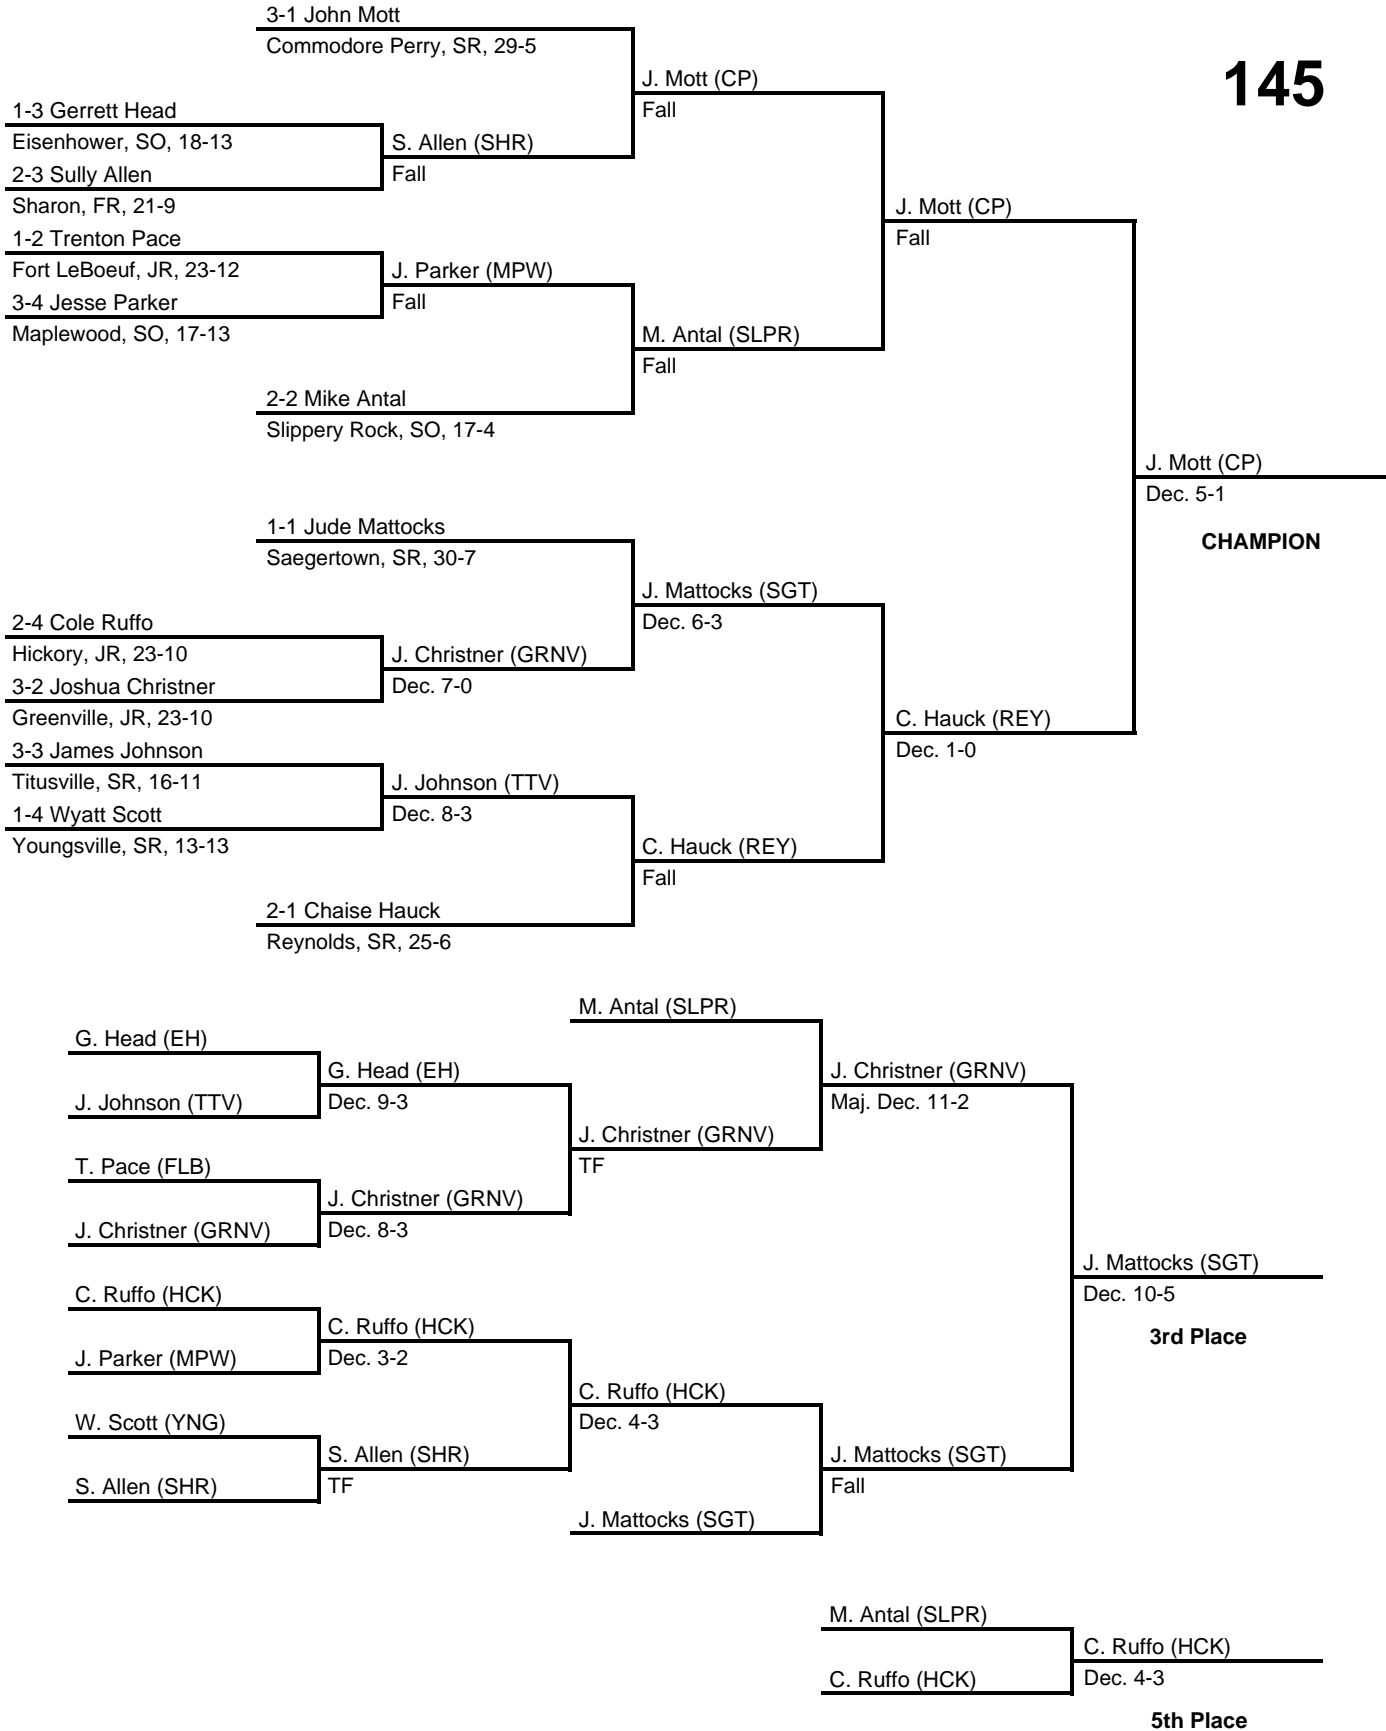 3-1 John Mott
Commodore Perry, SR, 29-5
145
J. Mott (CP)
Fall
1-3 Gerrett Head
Eisenhower, SO, 18-13
S. Allen (SHR)
Fall
2-3 Sully Allen
Sharon, FR, 21-9
J. Mott (CP)
Fall
1-2 Trenton Pace
Fort LeBoeuf, JR, 23-12
J. Parker (MPW)
Fall
3-4 Jesse Parker
Maplewood, SO, 17-13
M. Antal (SLPR)
Fall
2-2 Mike Antal
Slippery Rock, SO, 17-4
J. Mott (CP)
Dec. 5-1
CHAMPION
1-1 Jude Mattocks
Saegertown, SR, 30-7
J. Mattocks (SGT)
Dec. 6-3
2-4 Cole Ruffo
Hickory, JR, 23-10
J. Christner (GRNV)
Dec. 7-0
3-2 Joshua Christner
Greenville, JR, 23-10
C. Hauck (REY)
Dec. 1-0
3-3 James Johnson
Titusville, SR, 16-11
J. Johnson (TTV)
Dec. 8-3
1-4 Wyatt Scott
Youngsville, SR, 13-13
C. Hauck (REY)
Fall
2-1 Chaise Hauck
Reynolds, SR, 25-6
M. Antal (SLPR)
G. Head (EH)
G. Head (EH)
Dec. 9-3
J. Johnson (TTV)
J. Christner (GRNV)
Maj. Dec. 11-2
J. Christner (GRNV)
TF
T. Pace (FLB)
J. Christner (GRNV)
Dec. 8-3
J. Christner (GRNV)
J. Mattocks (SGT)
Dec. 10-5
3rd Place
C. Ruffo (HCK)
C. Ruffo (HCK)
Dec. 3-2
J. Parker (MPW)
C. Ruffo (HCK)
Dec. 4-3
W. Scott (YNG)
S. Allen (SHR)
TF
S. Allen (SHR)
J. Mattocks (SGT)
Fall
J. Mattocks (SGT)
M. Antal (SLPR)
C. Ruffo (HCK)
Dec. 4-3
C. Ruffo (HCK)
5th Place